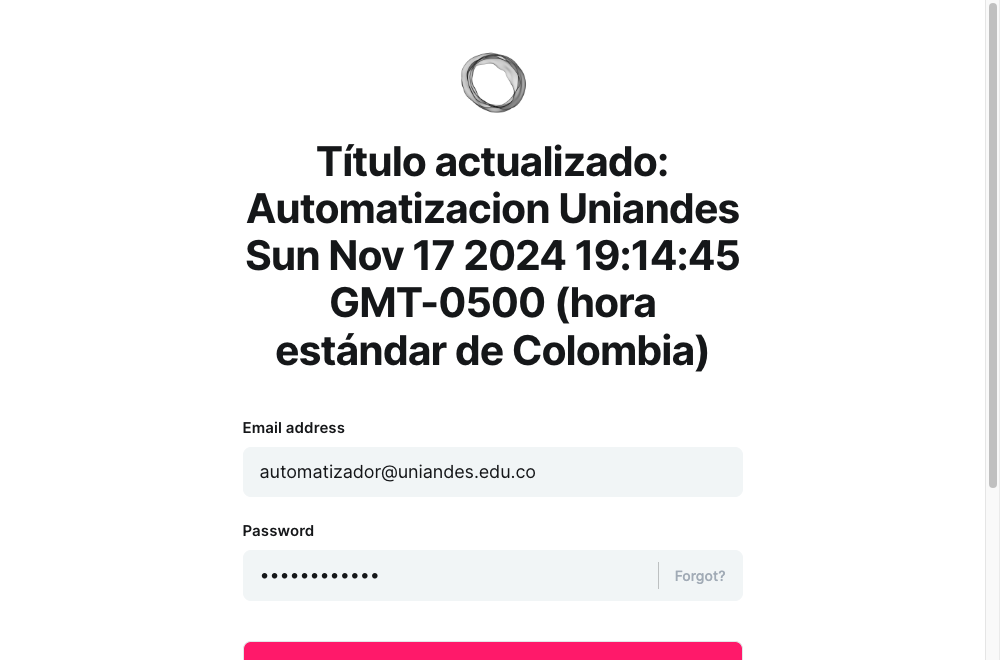 Título actualizado:
Automatizacion Uniandes
Sun Nov 17 2024 19:14:45
GMT-0500 (hora
estándar de Colombia)
Email address
automatizador@uniandes.edu.co
Password
••••••••••••
Forgot?